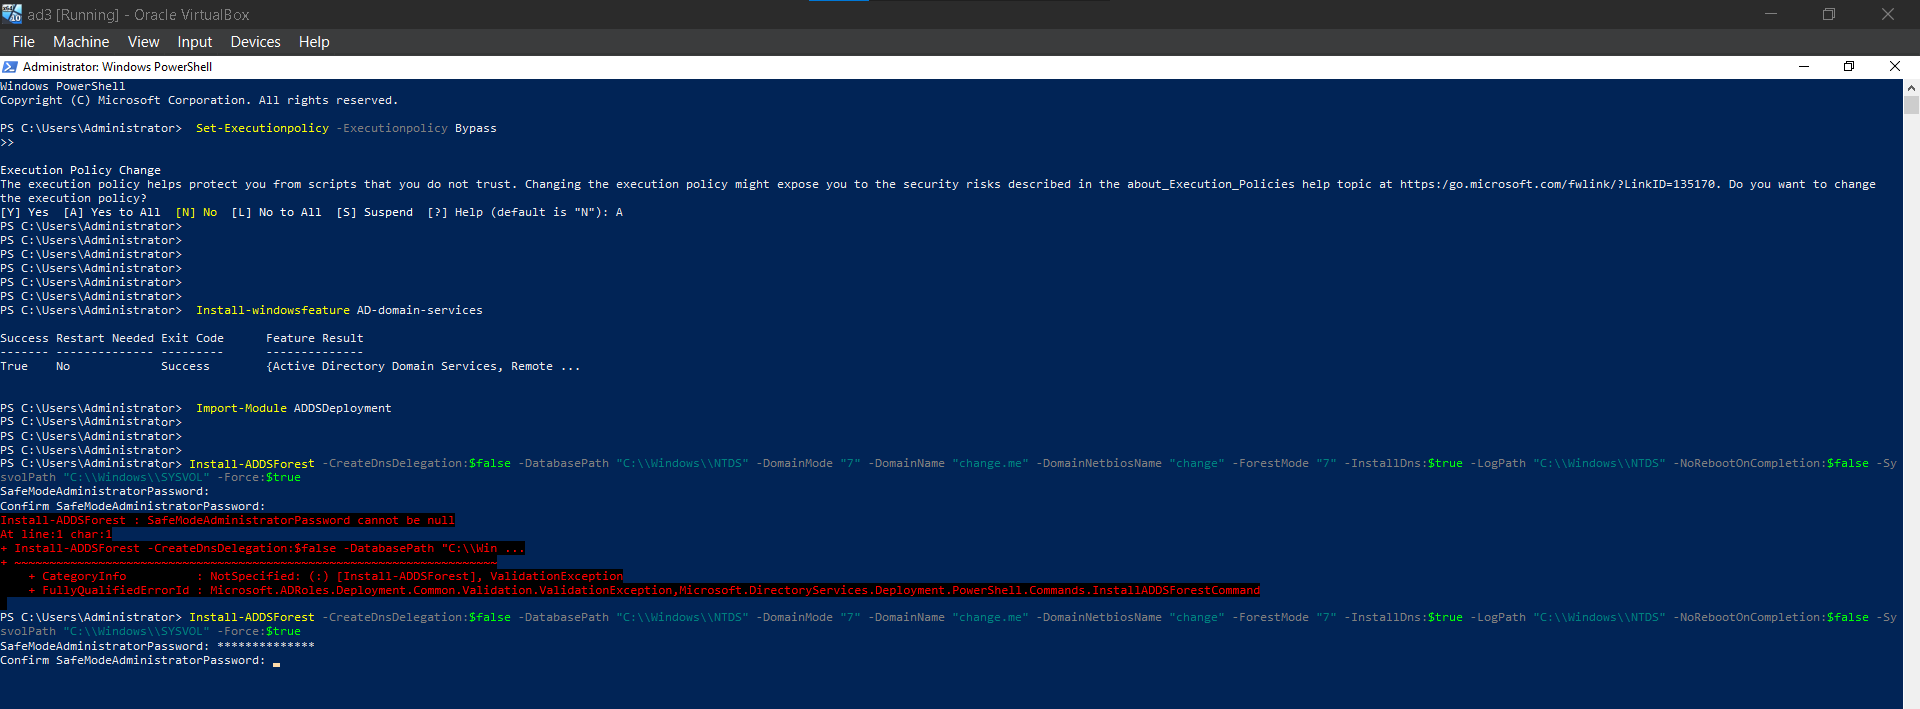 ad3 [Running] - Oracle VirtualBox
File Machine View Input Devices Help
Administrator: Windows PowerShell
Windows PowerShell
Copyright (C) Microsoft Corporation. All rights reserved.
PS C:\Users\Administrator>  Set-Executionpolicy -Executionpolicy Bypass
>>
Execution Policy Change
The execution policy helps protect you from scripts that you do not trust. Changing the execution policy might expose you to the security risks described in the about_Execution_Policies help topic at https:/go.microsoft.com/fwlink/?LinkID=135170. Do you want to change
the execution policy?
[Y] Yes  [A] Yes to All  [N] No  [L] No to All  [S] Suspend  [?] Help (default is "N"): A
PS C:\Users\Administrator>
PS C:\Users\Administrator>
PS C:\Users\Administrator>
PS C:\Users\Administrator>
PS C:\Users\Administrator>
PS C:\Users\Administrator>
PS C:\Users\Administrator>  Install-windowsfeature AD-domain-services
Success Restart Needed Exit Code      Feature Result
------- -------------- ---------      --------------
True    No             Success        {Active Directory Domain Services, Remote ...
PS C:\Users\Administrator>  Import-Module ADDSDeployment
PS C:\Users\Administrator>
PS C:\Users\Administrator>
PS C:\Users\Administrator>
PS C:\Users\Administrator> Install-ADDSForest -CreateDnsDelegation:$false -DatabasePath "C:\\Windows\\NTDS" -DomainMode "7" -DomainName "change.me" -DomainNetbiosName "change" -ForestMode "7" -InstallDns:$true -LogPath "C:\\Windows\\NTDS" -NoRebootOnCompletion:$false -Sy
svolPath "C:\\Windows\\SYSVOL" -Force:$true
SafeModeAdministratorPassword:
Confirm SafeModeAdministratorPassword:
Install-ADDSForest : SafeModeAdministratorPassword cannot be null
At line:1 char:1
+ Install-ADDSForest -CreateDnsDelegation:$false -DatabasePath "C:\\Win ...
+ ~~~~~~~~~~~~~~~~~~~~~~~~~~~~~~~~~~~~~~~~~~~~~~~~~~~~~~~~~~~~~~~~~~~~~
    + CategoryInfo          : NotSpecified: (:) [Install-ADDSForest], ValidationException
    + FullyQualifiedErrorId : Microsoft.ADRoles.Deployment.Common.Validation.ValidationException,Microsoft.DirectoryServices.Deployment.PowerShell.Commands.InstallADDSForestCommand
PS C:\Users\Administrator> Install-ADDSForest -CreateDnsDelegation:$false -DatabasePath "C:\\Windows\\NTDS" -DomainMode "7" -DomainName "change.me" -DomainNetbiosName "change" -ForestMode "7" -InstallDns:$true -LogPath "C:\\Windows\\NTDS" -NoRebootOnCompletion:$false -Sy
svolPath "C:\\Windows\\SYSVOL" -Force:$true
SafeModeAdministratorPassword: **************
Confirm SafeModeAdministratorPassword: